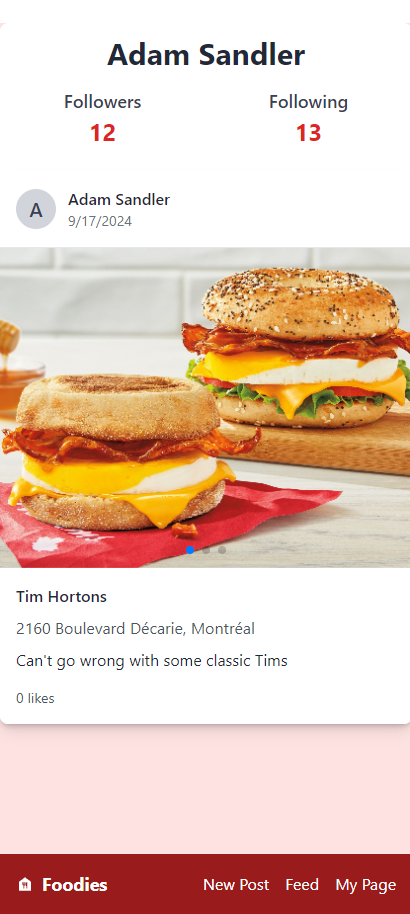 Adam Sandler
Followers
Following
12
13
A
Adam Sandler
9/17/2024
Tim Hortons
2160 Boulevard Décarie, Montréal
Can't go wrong with some classic Tims
0 likes
Foodies
New Post
Feed
My Page